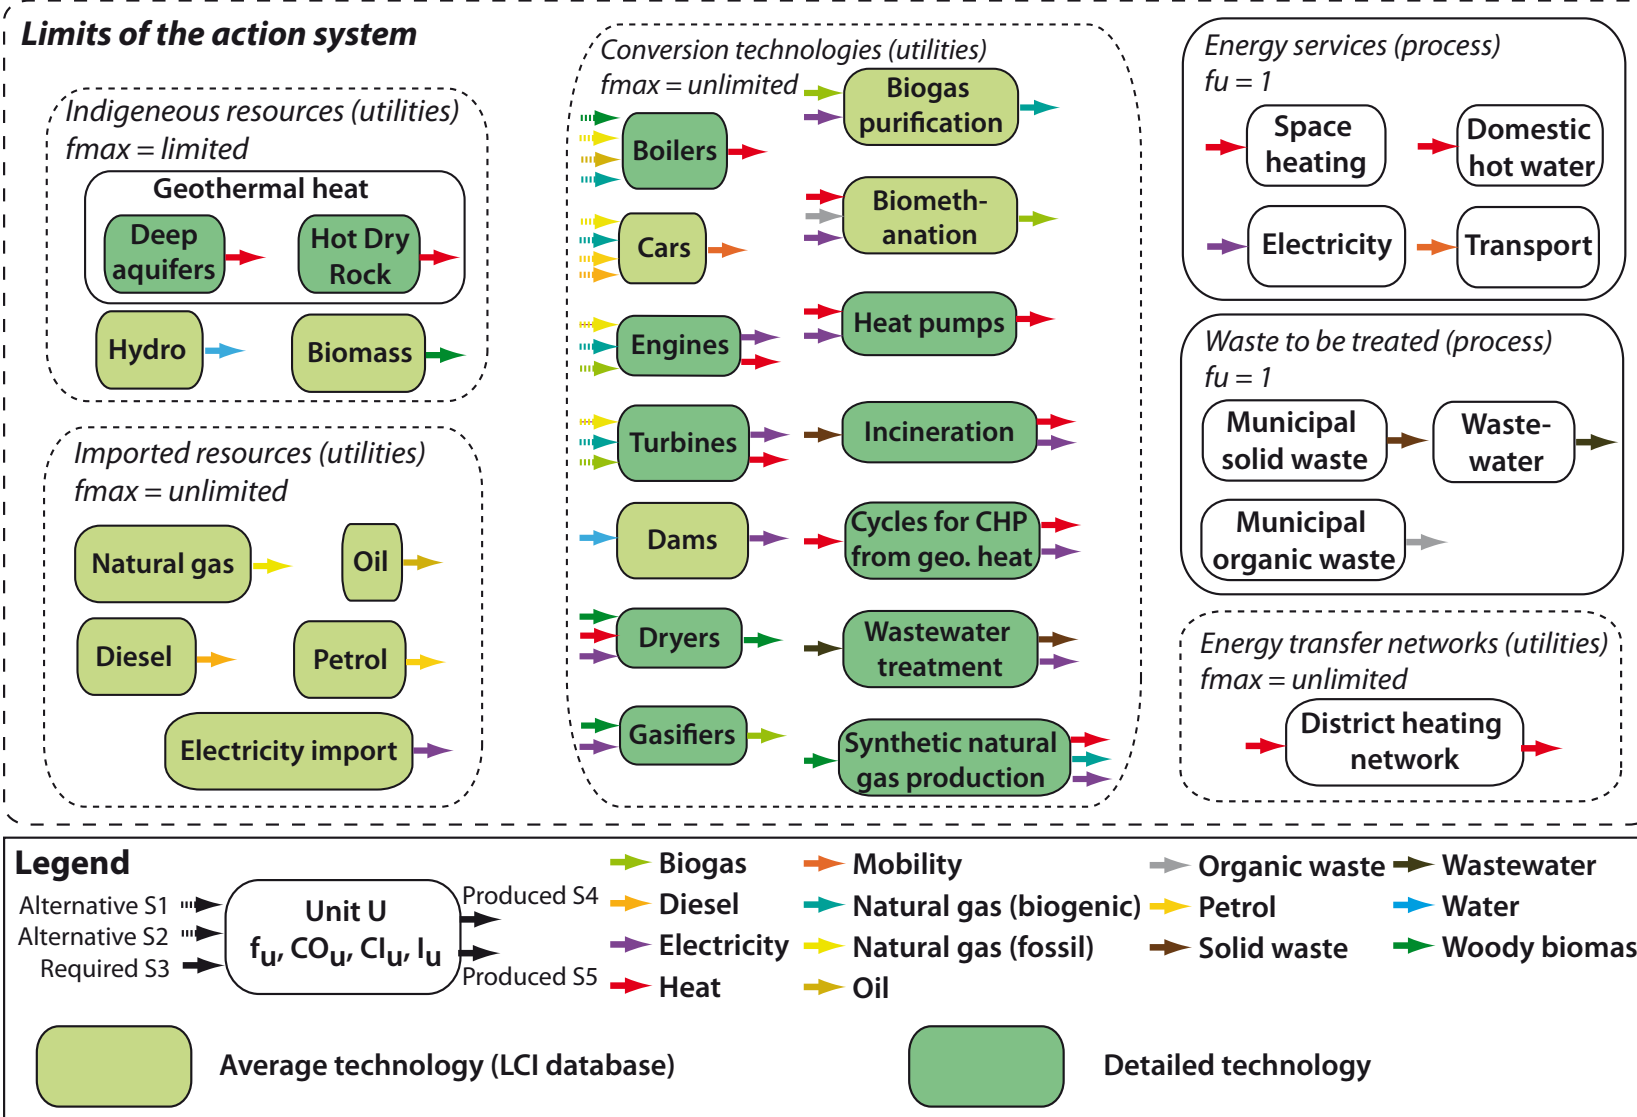 Limits of the action system
Indigeneous resources (utilities)
fmax = limited
Geothermal heat
Deep
aquifers
Hot Dry
Rock
Hydro
Biomass
Imported resources (utilities)
fmax = unlimited
Natural gas
Oil
Diesel
Petrol
Electricity import
Conversion technologies (utilities)
fmax = unlimited
Boilers
Cars
Engines
Turbines
Dams
Dryers
Gasifiers
Biogas
purification
Biometh-
anation
Heat pumps
Incineration
Cycles for CHP
from geo. heat
Wastewater
treatment
Synthetic natural
gas production
Energy services (process)
fu = 1
Space
heating
Domestic
hot water
Electricity
Transport
Waste to be treated (process)
fu = 1
Municipal
solid waste
Waste-
water
Municipal
organic waste
Energy transfer networks (utilities)
fmax = unlimited
District heating
network
Legend
Alternative S1
Alternative S2
Required S3
Unit U
fu, COu, CIu, Iu
Produced S4
Produced S5
Biogas
Diesel
Electricity
Heat
Mobility
Natural gas (biogenic)
Natural gas (fossil)
Oil
Organic waste
Petrol
Solid waste
Wastewater
Water
Woody biomas
Average technology (LCI database)
Detailed technology